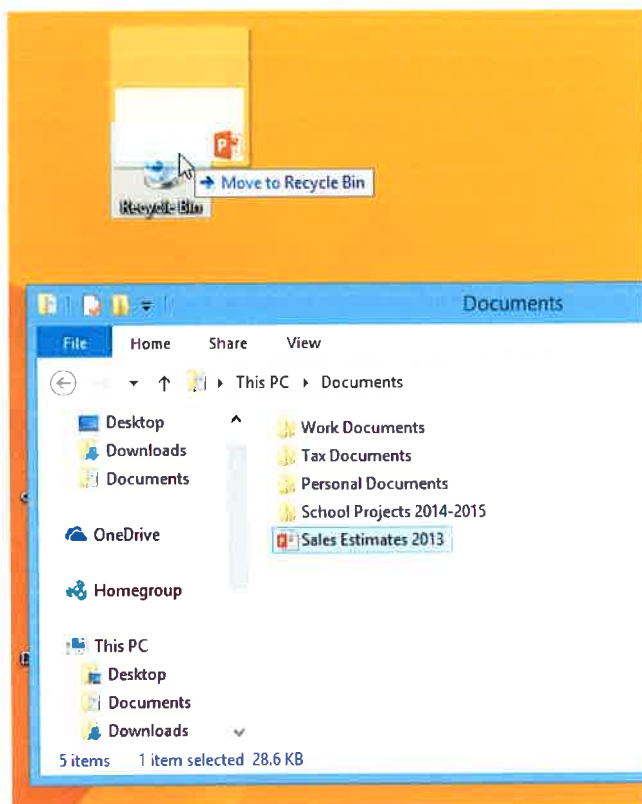 Move to Recycle Bin
Recycle Bin
Documents
File Home Share View
This PC Documents
Desktop
Downloads
Documents
OneDrive
Homegroup
This PC
Desktop
Documents
Downloads
Work Documents
Tax Documents
Personal Documents
School Projects 2014-2015
Sales Estimates 2013
5 items 1 item selected 28.6 KB